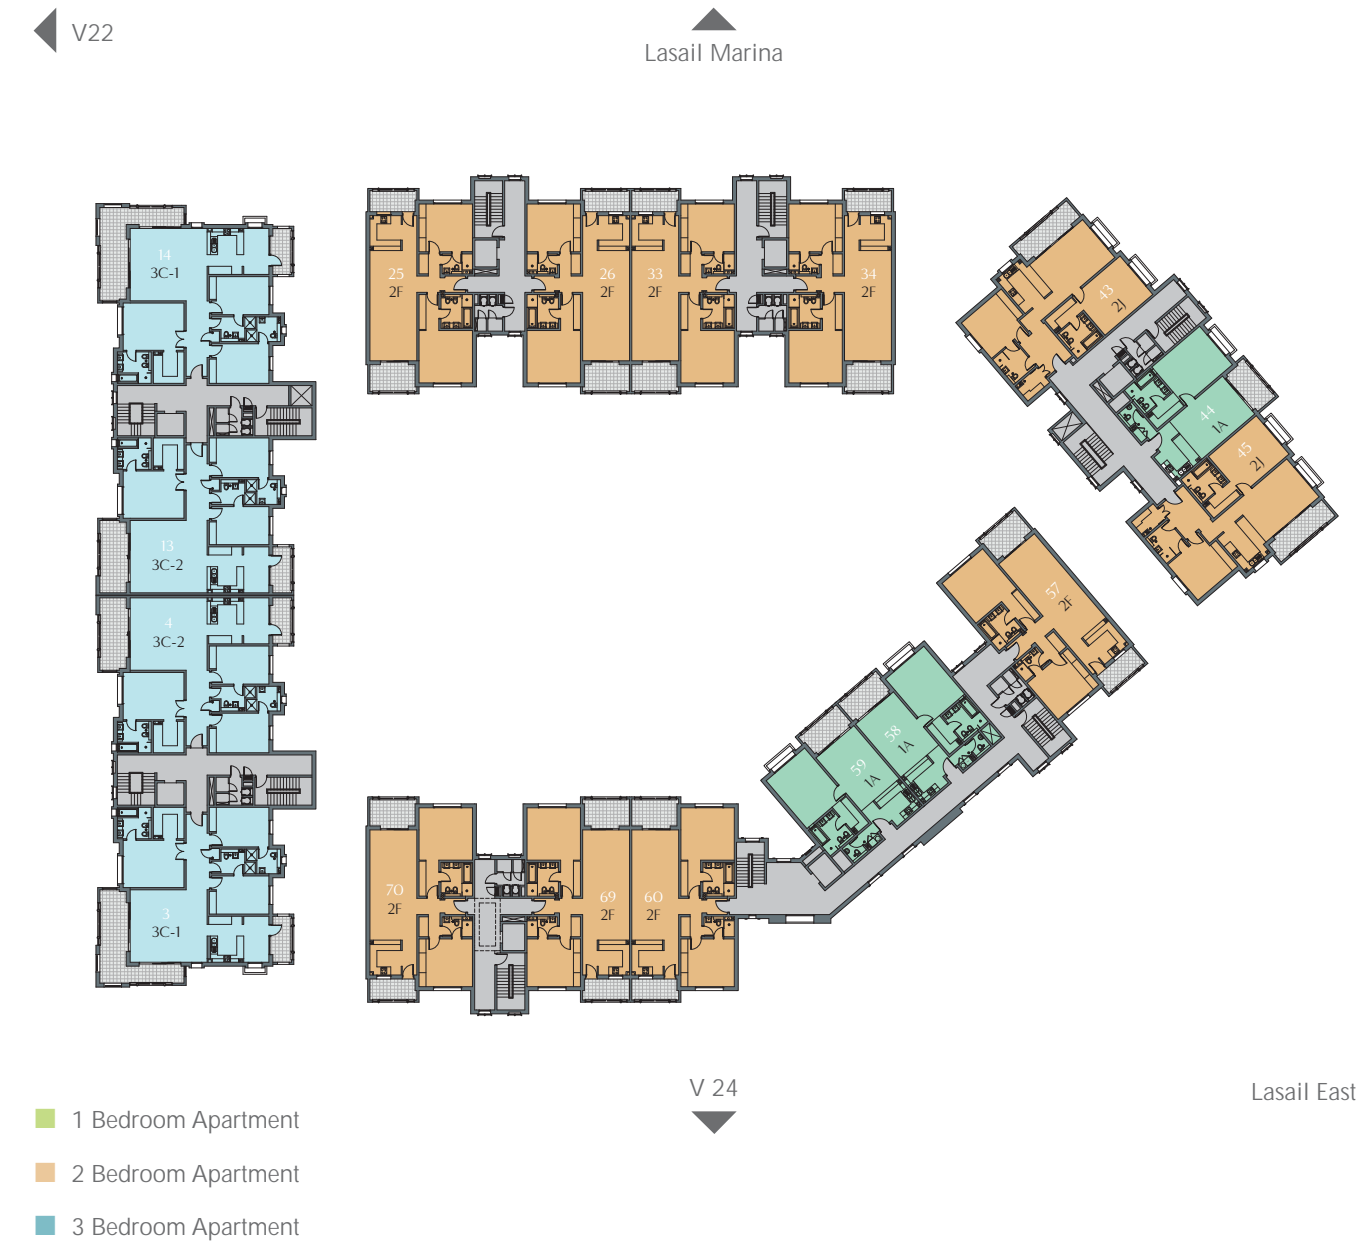 V22
Lasail Marina
14
3C-1
25
2F
26
2F
33
2F
34
2F
43
2J
44
1A
45
2J
13
3C-2
4
3C-2
57
2F
58
1A
59
1A
3
3C-1
70
2F
69
2F
60
2F
V 24
Lasail East
1 Bedroom Apartment
2 Bedroom Apartment
3 Bedroom Apartment